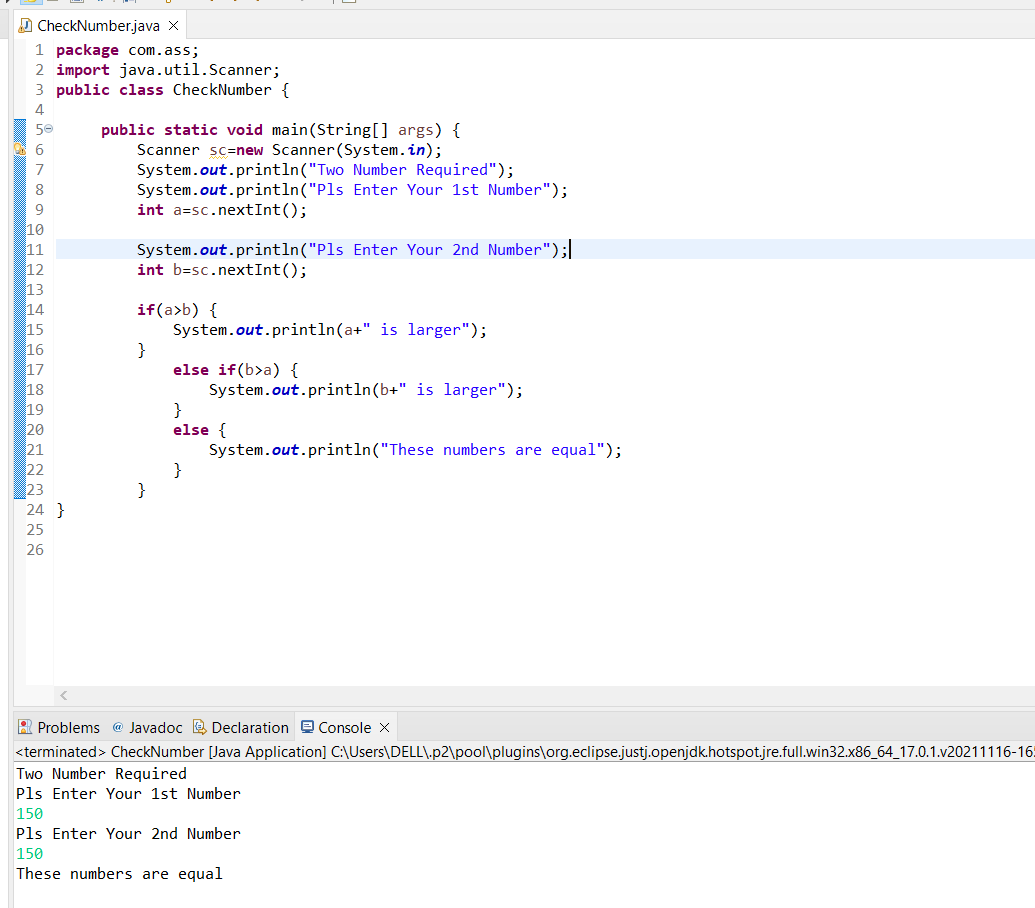 CheckNumber.java
1 package com.ass;
2 import java.util.Scanner;
3 public class CheckNumber {
4
5 public static void main(String[] args) {
6 Scanner sc=new Scanner(System.in);
7 System.out.println("Two Number Required");
8 System.out.println("Pls Enter Your 1st Number");
9 int a=sc.nextInt();
10
11 System.out.println("Pls Enter Your 2nd Number");
12 int b=sc.nextInt();
13
14 if(a>b) {
15 System.out.println(a+" is larger");
16 }
17 else if(b>a) {
18 System.out.println(b+" is larger");
19 }
20 else {
21 System.out.println("These numbers are equal");
22 }
23 }
24 }
25
26
Problems @ Javadoc Declaration Console
<terminated> CheckNumber [Java Application] C:\Users\DELL\.p2\pool\plugins\org.eclipse.justj.openjdk.hotspot.jre.full.win32.x86_64_17.0.1.v20211116-165
Two Number Required
Pls Enter Your 1st Number
150
Pls Enter Your 2nd Number
150
These numbers are equal